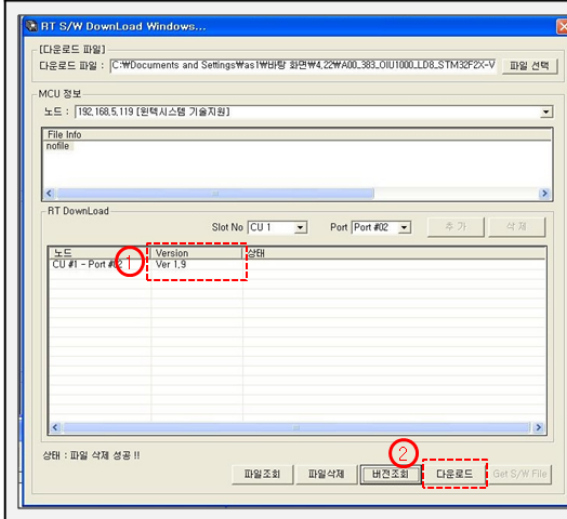 RT S/W DownLoad Windows...
[다운로드 파일]
다운로드 파일 : C:₩Documents and Settings₩as1₩바탕 화면₩4,22₩A00_383_OIU1000_LD8_STM32F2X-V 파일 선택
MCU 정보
노드 : 192,168,5,119 [윈텍시스템 기술지원]
File Info
nofile
RT DownLoad
Slot No CU 1 Port Port #02 추 가 삭 제
노드 Version 상태
CU #1 - Port #02 Ver 1,9
①
②
상태 : 파일 삭제 성공 !!
파일조회 파일삭제 버전조회 다운로드 Get S/W File